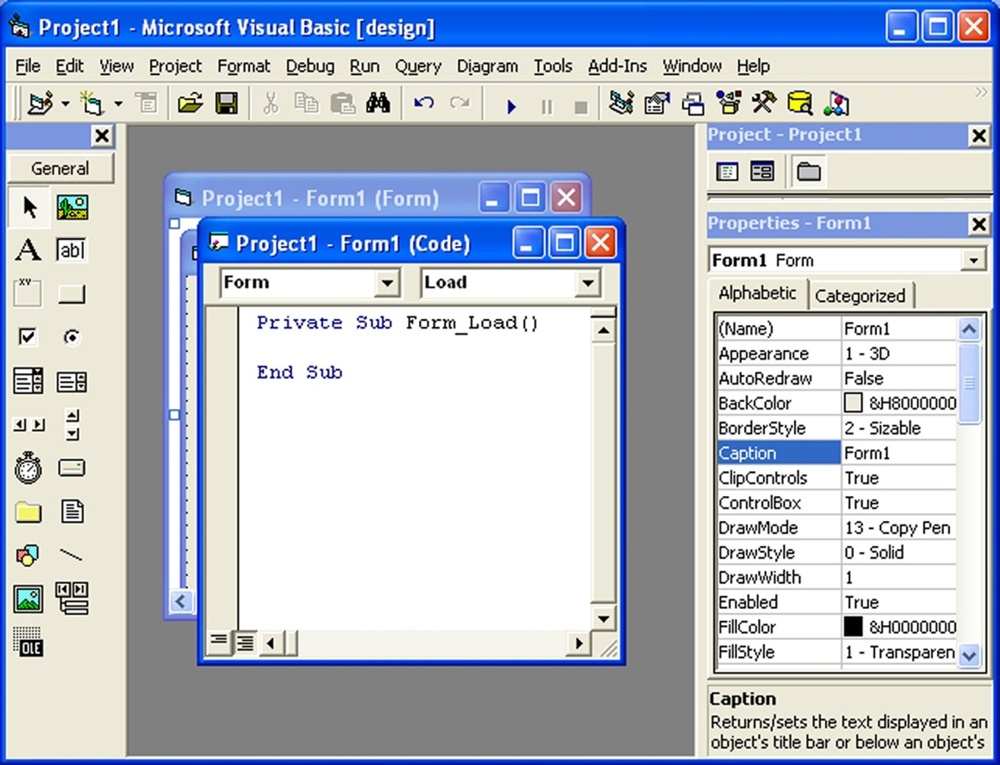 Project1 - Microsoft Visual Basic [design]
File Edit View Project Format Debug Run Query Diagram Tools Add-Ins Window Help
General
A
ab|
XY
OLE
Project1 - Form1 (Form)
Project1 - Form1 (Code)
Form Load
Private Sub Form_Load()
End Sub
Project - Project1
Properties - Form1
Form1 Form
Alphabetic Categorized
(Name) Form1
Appearance 1 - 3D
AutoRedraw False
BackColor &H8000000
BorderStyle 2 - Sizable
Caption Form1
ClipControls True
ControlBox True
DrawMode 13 - Copy Pen
DrawStyle 0 - Solid
DrawWidth 1
Enabled True
FillColor &H0000000
FillStyle 1 - Transparen
Caption
Returns/sets the text displayed in an
object's title bar or below an object's